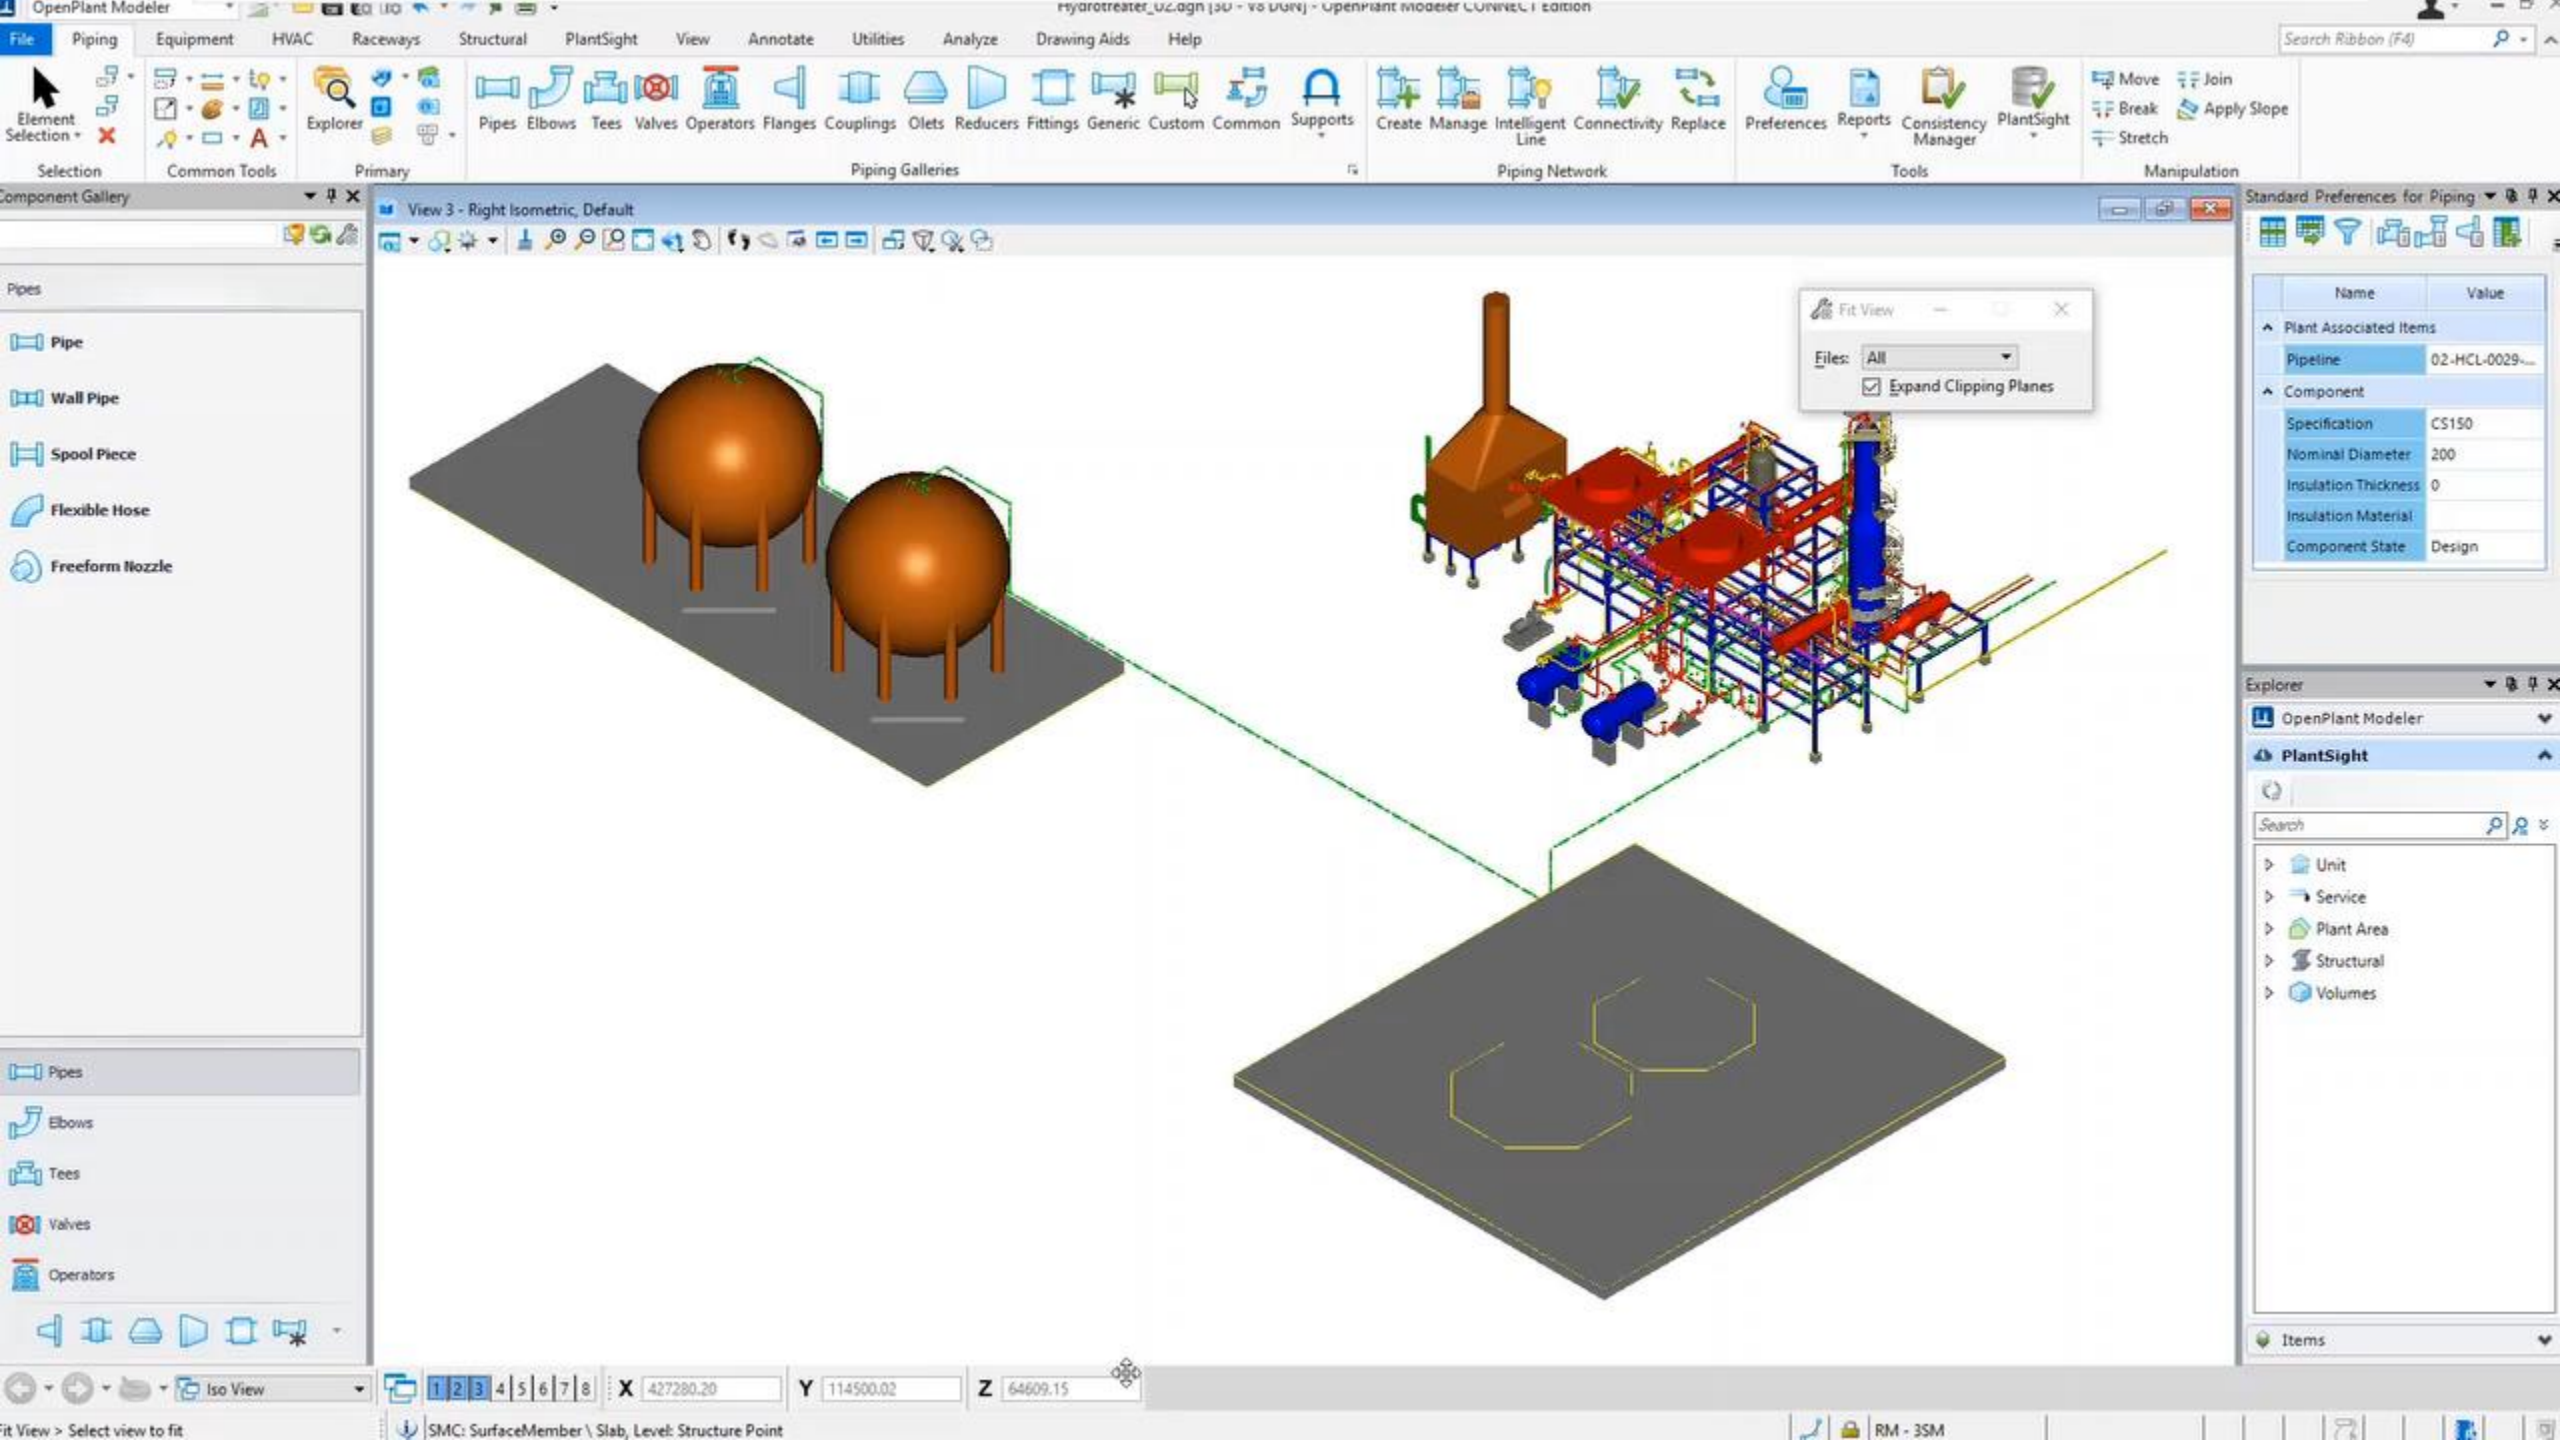 OpenPlant Modeler
Hydrotreater_02.dgn [3D - V8 DGN] - OpenPlant Modeler CONNECT Edition
File
Piping
Equipment
HVAC
Raceways
Structural
PlantSight
View
Annotate
Utilities
Analyze
Drawing Aids
Help
Search Ribbon (F4)
Element
Selection
Explorer
Pipes
Elbows
Tees
Valves
Operators
Flanges
Couplings
Olets
Reducers
Fittings
Generic
Custom
Common
Supports
Create
Manage
Intelligent
Line
Connectivity
Replace
Preferences
Reports
Consistency
Manager
PlantSight
Move
Join
Break
Apply Slope
Stretch
Selection
Common Tools
Primary
Piping Galleries
Piping Network
Tools
Manipulation
Component Gallery
Pipes
Pipe
Wall Pipe
Spool Piece
Flexible Hose
Freeform Nozzle
Pipes
Elbows
Tees
Valves
Operators
View 3 - Right Isometric, Default
Fit View
Files: All
Expand Clipping Planes
Standard Preferences for Piping
Name Value
Plant Associated Items
Pipeline 02-HCL-0029-...
Component
Specification CS150
Nominal Diameter 200
Insulation Thickness 0
Insulation Material
Component State Design
Explorer
OpenPlant Modeler
PlantSight
Search
Unit
Service
Plant Area
Structural
Volumes
Items
Iso View
1 2 3 4 5 6 7 8
X 427280.20
Y 114500.02
Z 64609.15
Fit View > Select view to fit
SMC: SurfaceMember \ Slab, Level: Structure Point
RM - 3SM